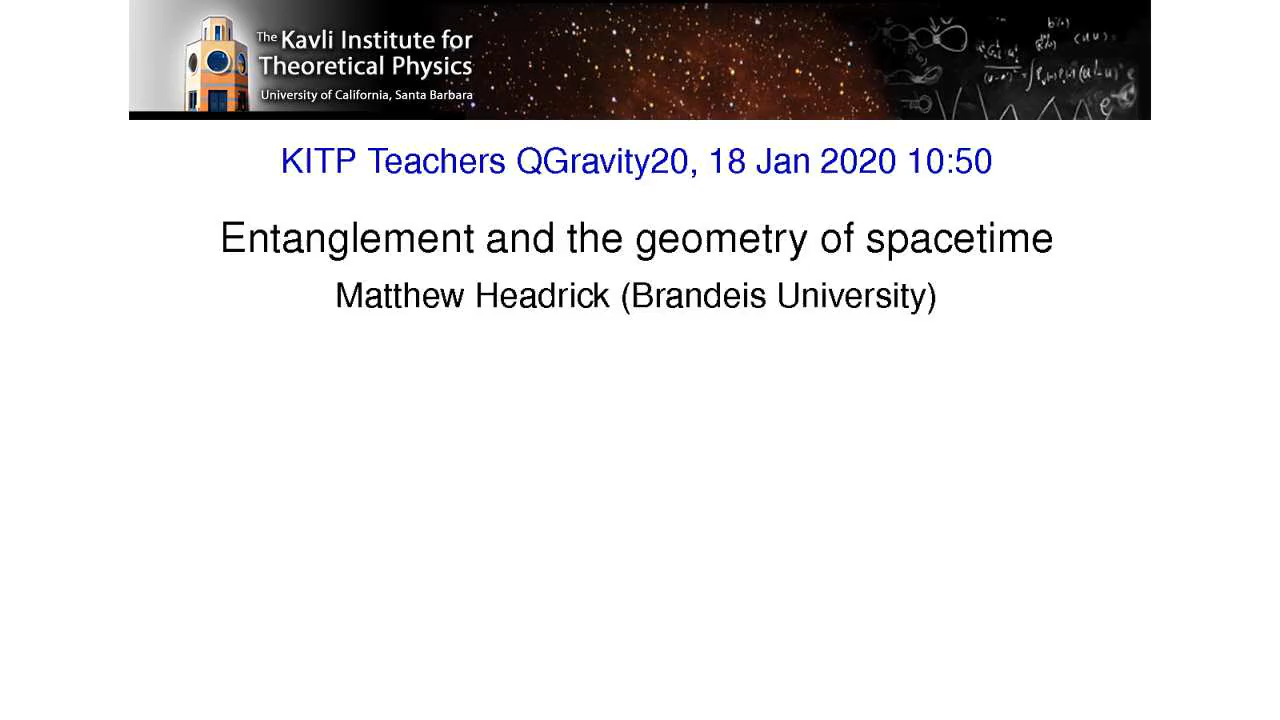 The Kavli Institute for
Theoretical Physics
University of California, Santa Barbara
KITP Teachers QGravity20, 18 Jan 2020 10:50
Entanglement and the geometry of spacetime
Matthew Headrick (Brandeis University)